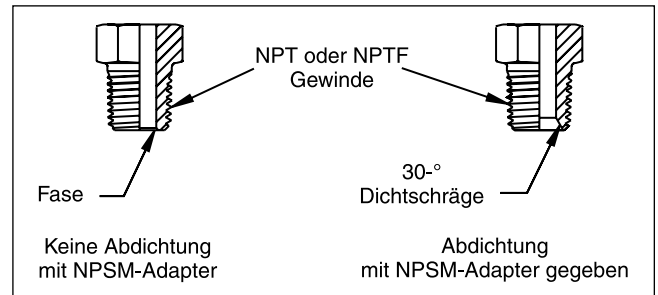 NPT oder NPTF
Gewinde
Fase
30-°
Dichtschräge
Keine Abdichtung
mit NPSM-Adapter
Abdichtung
mit NPSM-Adapter gegeben